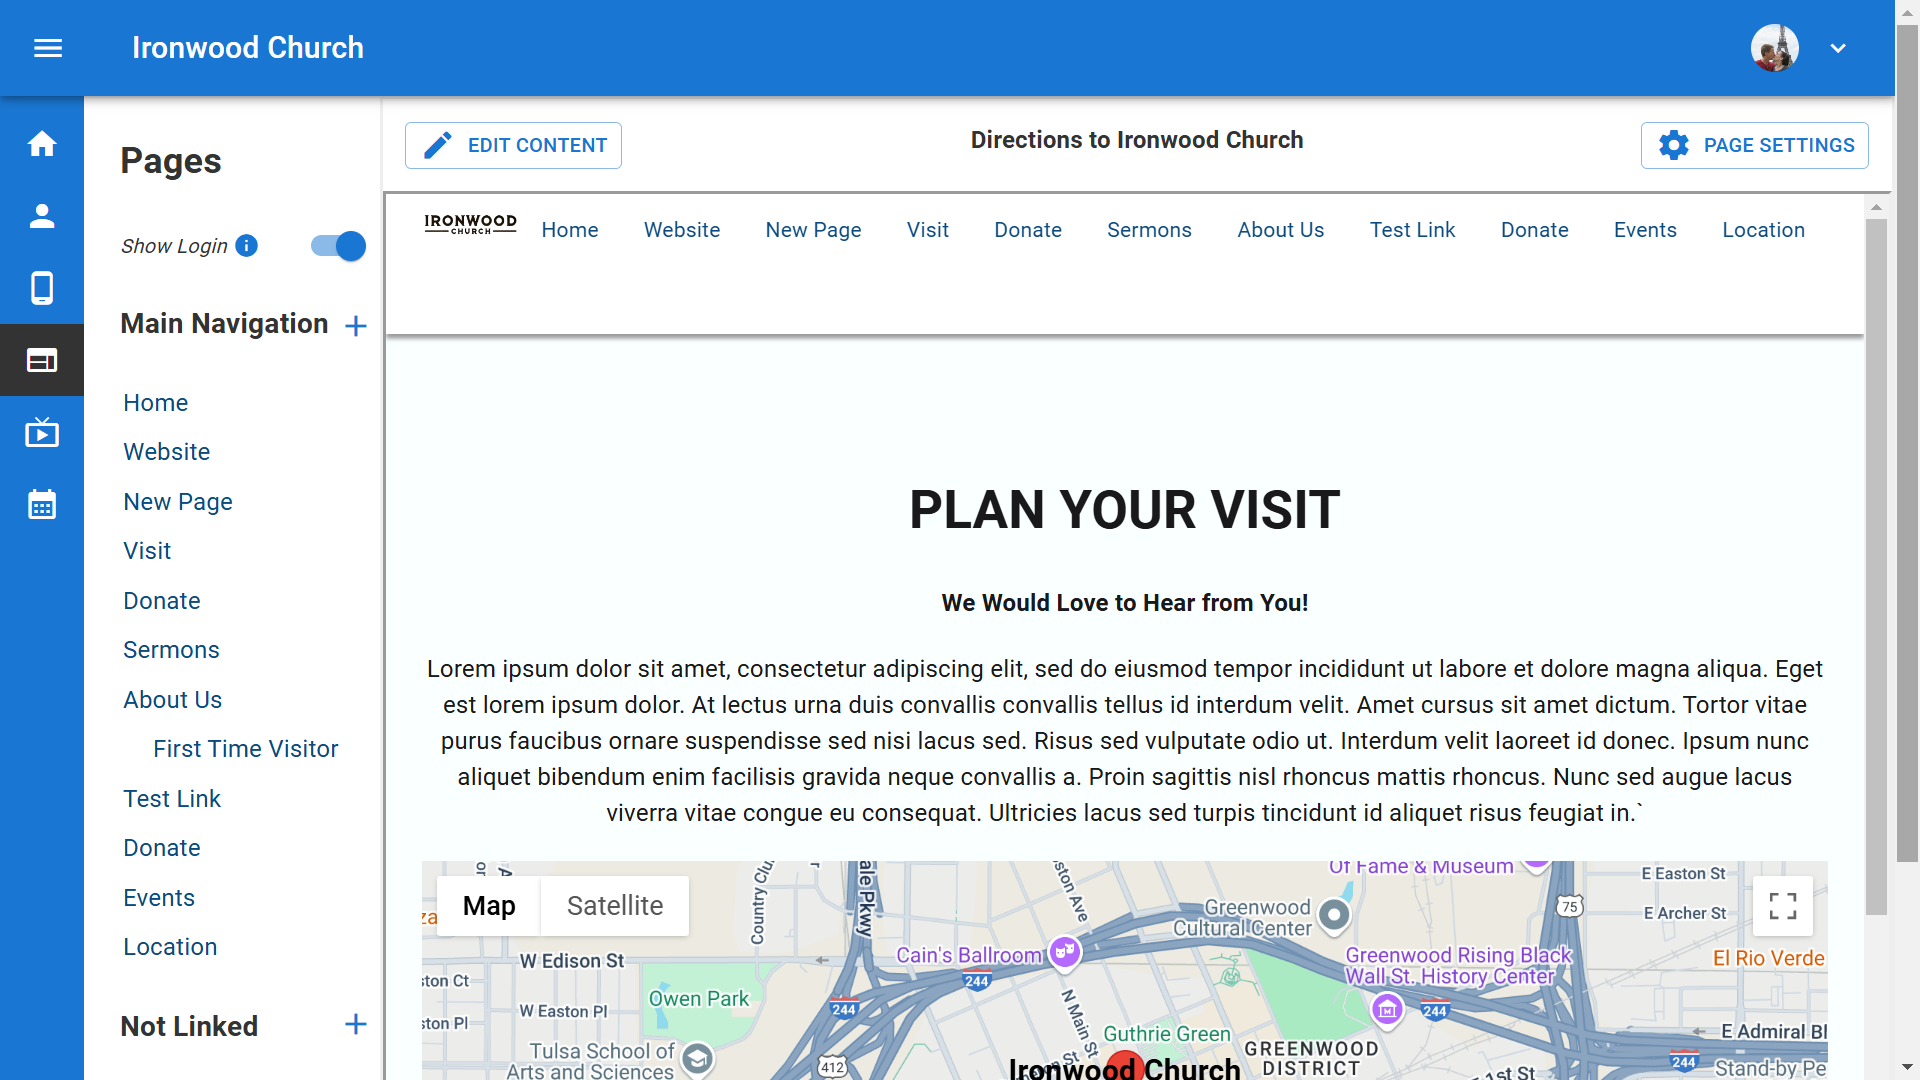 Ironwood Church
Pages
Show Login
Main Navigation
Home
Website
New Page
Visit
Donate
Sermons
About Us
First Time Visitor
Test Link
Donate
Events
Location
Not Linked
EDIT CONTENT
Directions to Ironwood Church
PAGE SETTINGS
IRONWOOD
CHURCH
Home Website New Page Visit Donate Sermons About Us Test Link Donate Events Location
PLAN YOUR VISIT
We Would Love to Hear from You!
Lorem ipsum dolor sit amet, consectetur adipiscing elit, sed do eiusmod tempor incididunt ut labore et dolore magna aliqua. Eget
est lorem ipsum dolor. At lectus urna duis convallis convallis tellus id interdum velit. Amet cursus sit amet dictum. Tortor vitae
purus faucibus ornare suspendisse sed nisi lacus sed. Risus sed vulputate odio ut. Interdum velit laoreet id donec. Ipsum nunc
aliquet bibendum enim facilisis gravida neque convallis a. Proin sagittis nisl rhoncus mattis rhoncus. Nunc sed augue lacus
viverra vitae congue eu consequat. Ultricies lacus sed turpis tincidunt id aliquet risus feugiat in.`
Map Satellite
Of Fame & Museum
E Easton St
75
E Archer St
Greenwood
Cultural Center
Cain's Ballroom
Greenwood Rising Black
Wall St. History Center
El Rio Verde
W Edison St
ston Ct
244
Owen Park
W Easton Pl
244
244
ston Pl
N Main St
Guthrie Green
E Admiral Bl
Tulsa School of
Arts and Sciences
412
GREENWOOD
DISTRICT
Ironwood Church
244
Stand-by Pe
1st St
Country Clu
ale Pkwy
ston Ave